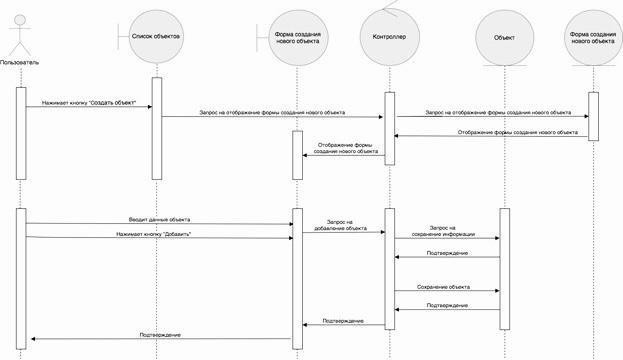 Пользователь
Список объектов
Форма создания
нового объекта
Контроллер
Объект
Форма создания
нового объекта
Нажимает кнопку "Создать объект"
Запрос на отображение формы создания нового объекта
Запрос на отображение формы создания нового объекта
Отображение формы создания нового объекта
Отображение формы
создания нового объекта
Вводит данные объекта
Нажимает кнопку "Добавить"
Запрос на
добавление объекта
Запрос на
сохранение информации
Подтверждение
Сохранение объекта
Подтверждение
Подтверждение
Подтверждение